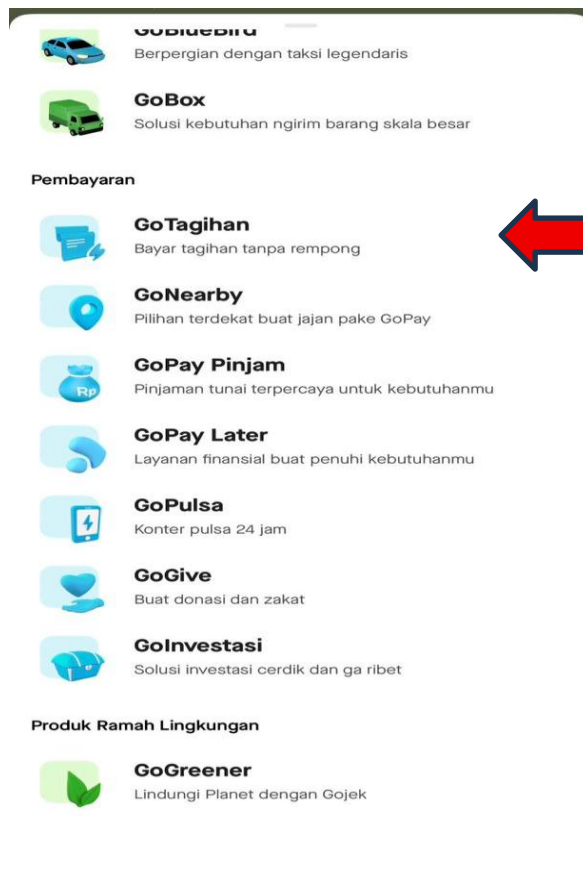 GoBlueBird
Berpergian dengan taksi legendaris
GoBox
Solusi kebutuhan ngirim barang skala besar
Pembayaran
GoTagihan
Bayar tagihan tanpa rempong
GoNearby
Pilihan terdekat buat jajan pake GoPay
GoPay Pinjam
Rp
Pinjaman tunai terpercaya untuk kebutuhanmu
GoPay Later
Layanan finansial buat penuhi kebutuhanmu
GoPulsa
Konter pulsa 24 jam
GoGive
Buat donasi dan zakat
GoInvestasi
Solusi investasi cerdik dan ga ribet
Produk Ramah Lingkungan
GoGreener
Lindungi Planet dengan Gojek